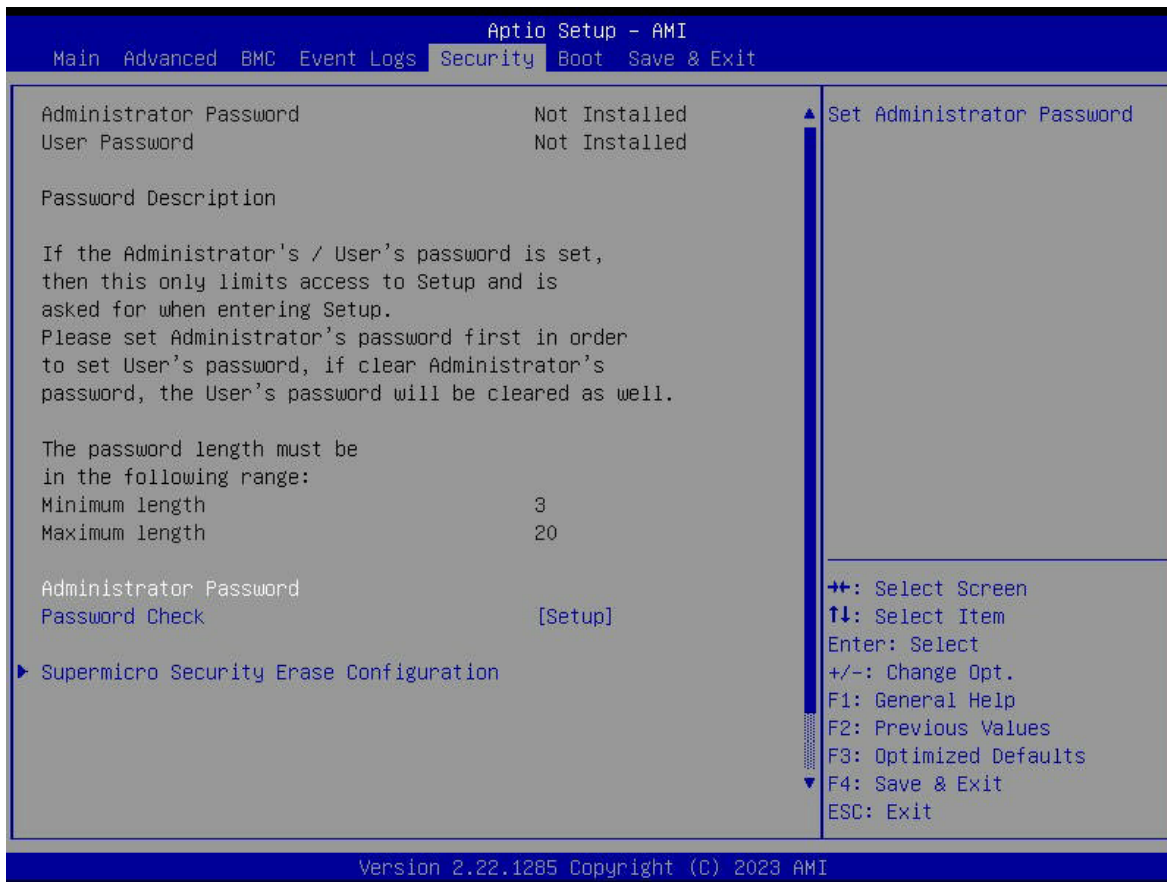 Aptio Setup – AMI
Main Advanced BMC Event Logs Security Boot Save & Exit
Administrator Password Not Installed
User Password Not Installed
Password Description
If the Administrator's / User's password is set,
then this only limits access to Setup and is
asked for when entering Setup.
Please set Administrator's password first in order
to set User's password, if clear Administrator's
password, the User's password will be cleared as well.
The password length must be
in the following range:
Minimum length 3
Maximum length 20
Administrator Password
Password Check [Setup]
Supermicro Security Erase Configuration
Set Administrator Password
→←: Select Screen
↑↓: Select Item
Enter: Select
+/-: Change Opt.
F1: General Help
F2: Previous Values
F3: Optimized Defaults
F4: Save & Exit
ESC: Exit
Version 2.22.1285 Copyright (C) 2023 AMI